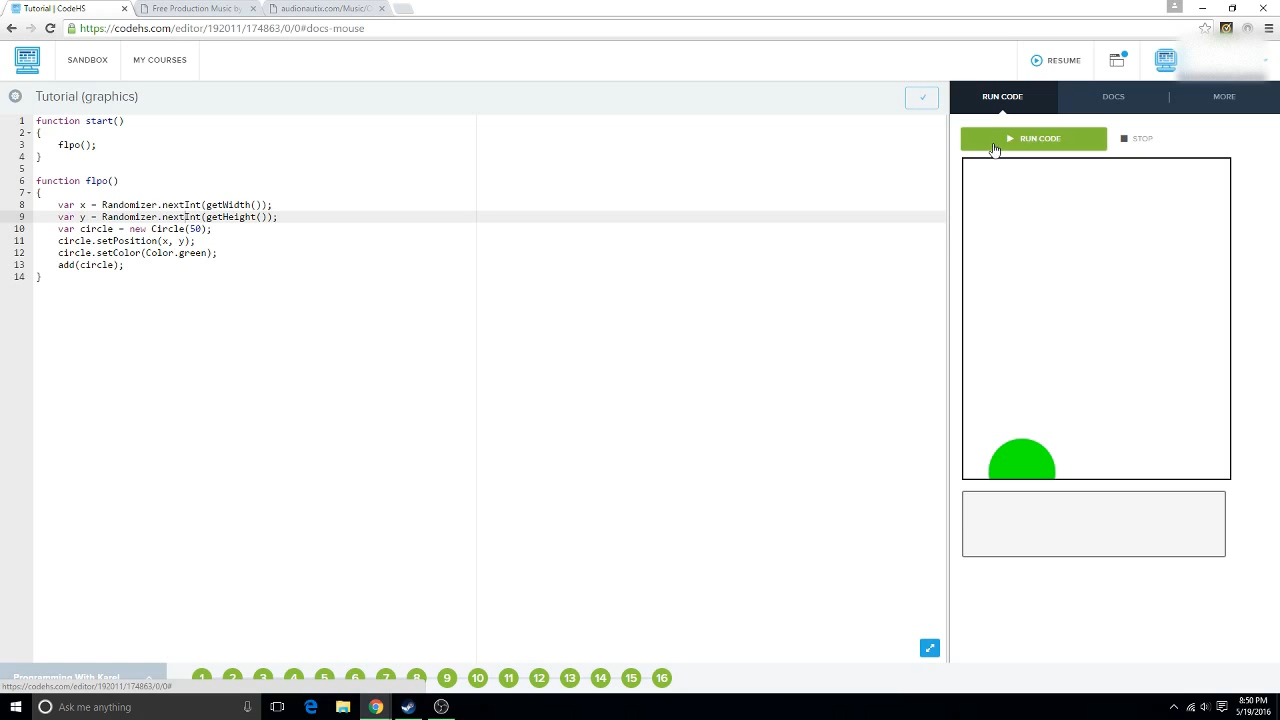 Tutorial | CodeHS
Free Production Music by
audionautix.com/Music/
https://codehs.com/editor/192011/174863/0/0#docs-mouse
SANDBOX
MY COURSES
RESUME
Tutorial (graphics)
RUN CODE
DOCS
MORE
RUN CODE
STOP
1 function start()
2 {
3 flpo();
4 }
5
6 function flpo()
7 {
8 var x = Randomizer.nextInt(getWidth());
9 var y = Randomizer.nextInt(getHeight());
10 var circle = new Circle(50);
11 circle.setPosition(x, y);
12 circle.setColor(Color.green);
13 add(circle);
14 }
Programming With Karel
1 2 3 4 5 6 7 8 9 10 11 12 13 14 15 16
https://codehs.com/editor/192011/174863/0/0#
Ask me anything
8:50 PM
5/19/2016